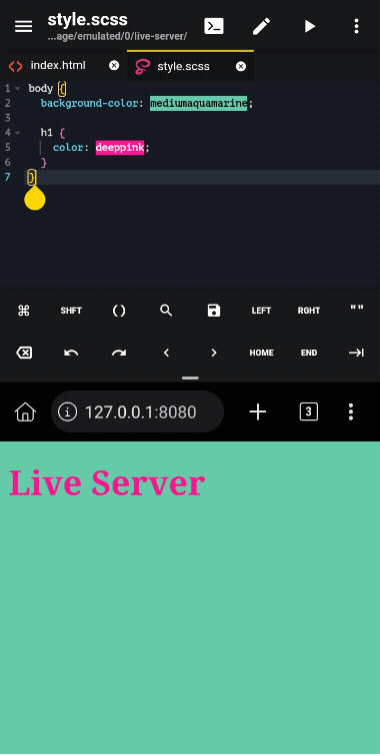 style.scss
...age/emulated/0/live-server/
index.html
style.scss
1 body {
2 background-color: mediumaquamarine;
3
4 h1 {
5 color: deeppink;
6 }
7 }
⌘ SHFT () LEFT RGHT ""
< > HOME END
127.0.0.1:8080 3
Live Server